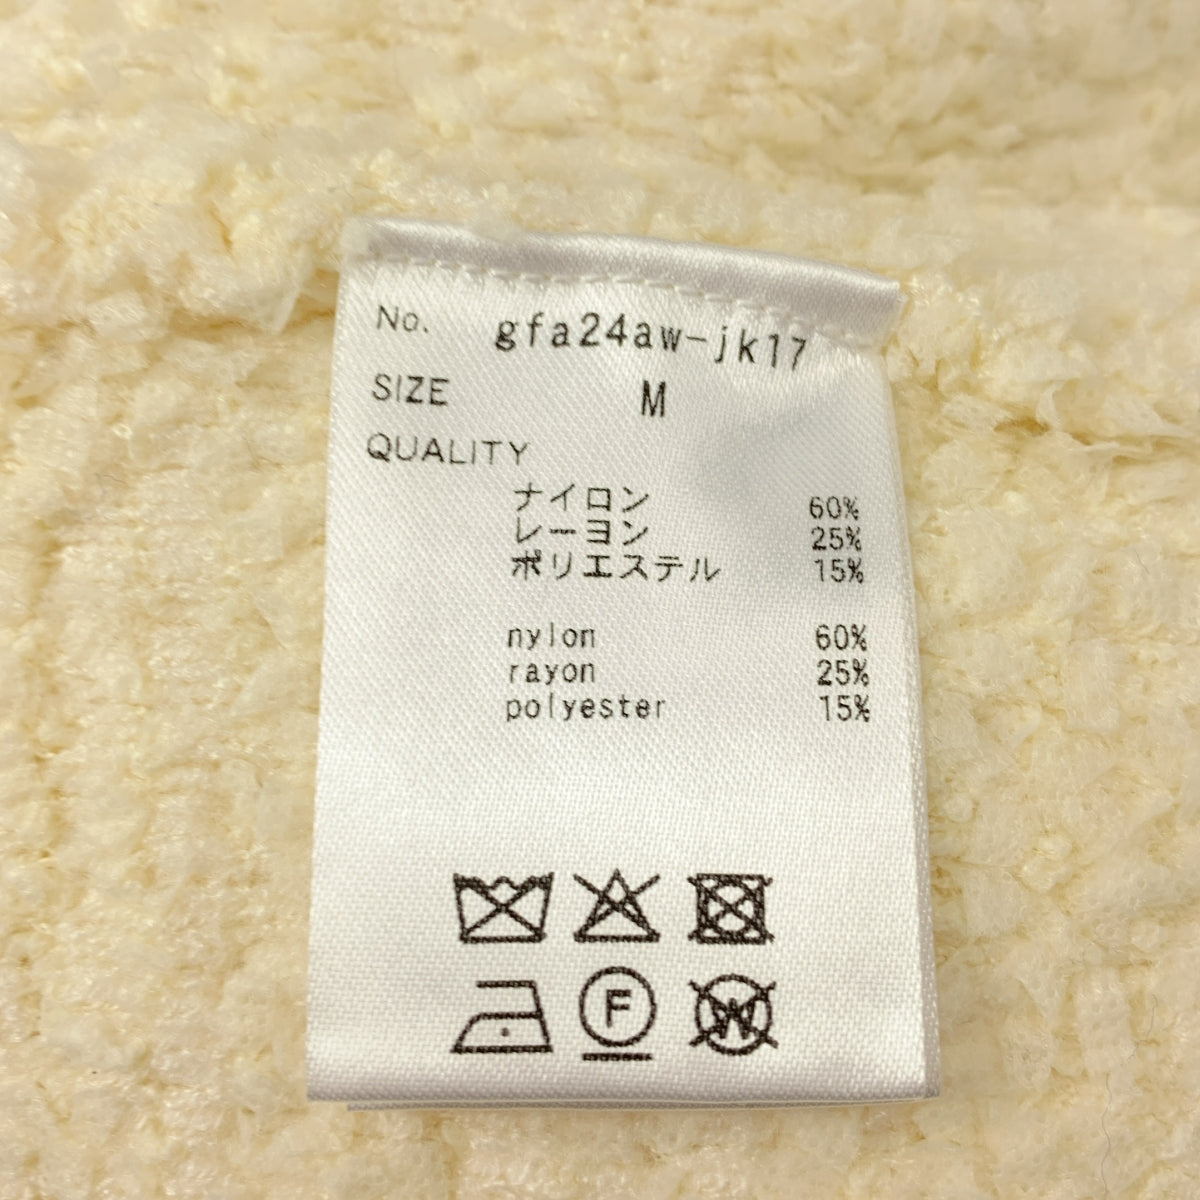 No. gfa24aw-jk17
SIZE M
QUALITY
ナイロン 60%
レーヨン 25%
ポリエステル 15%
nylon 60%
rayon 25%
polyester 15%
F W